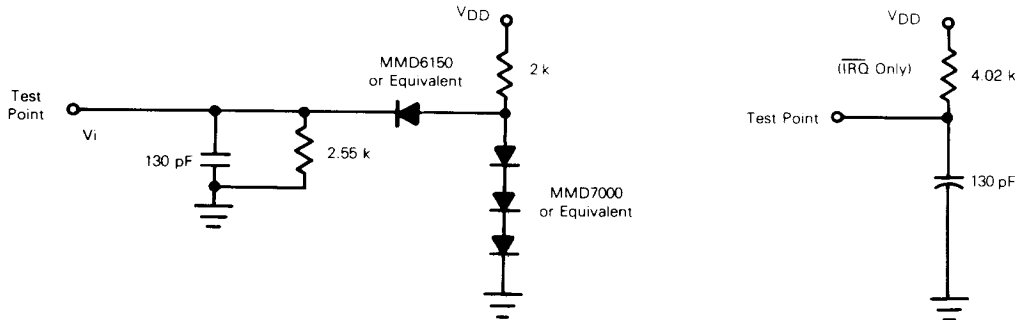 VDD
MMD6150
or Equivalent
2 k
Test
Point
Vi
130 pF
2.55 k
MMD7000
or Equivalent
VDD
(IRQ Only)
4.02 k
Test Point
130 pF